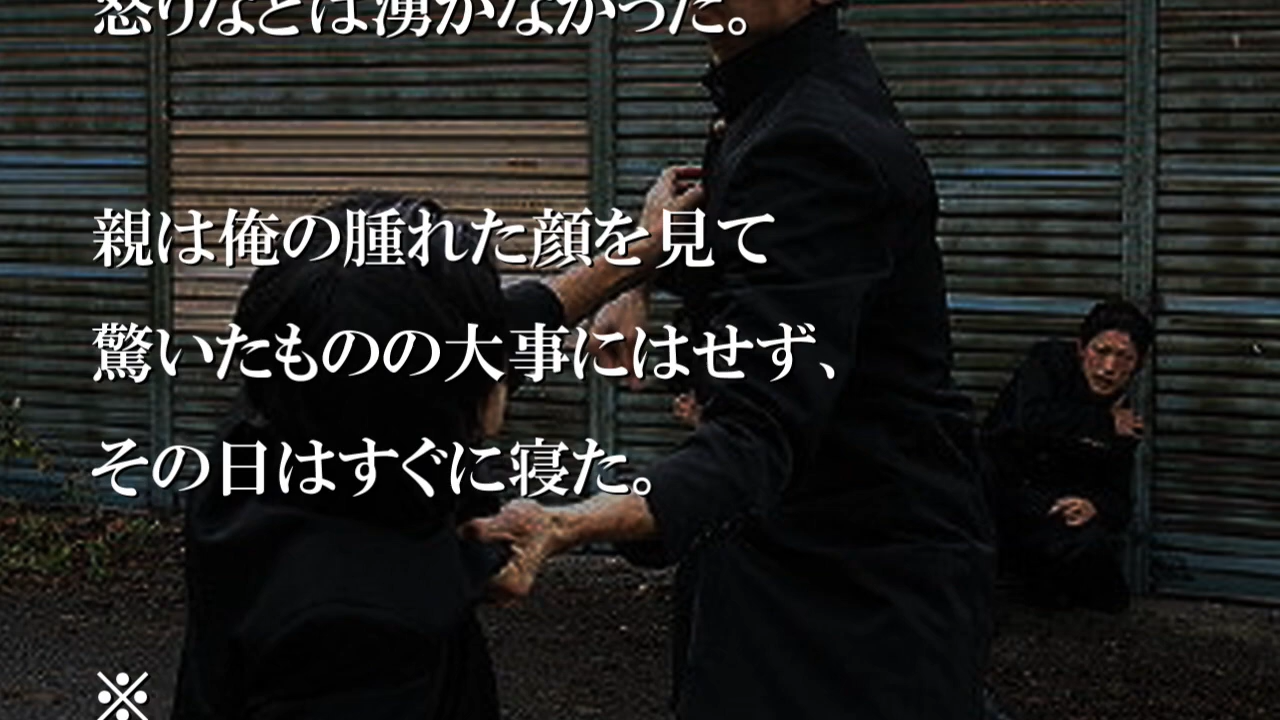 怒りなどは湧かなかった。
親は俺の腫れた顔を見て
驚いたものの大事にはせず、
その日はすぐに寝た。
※